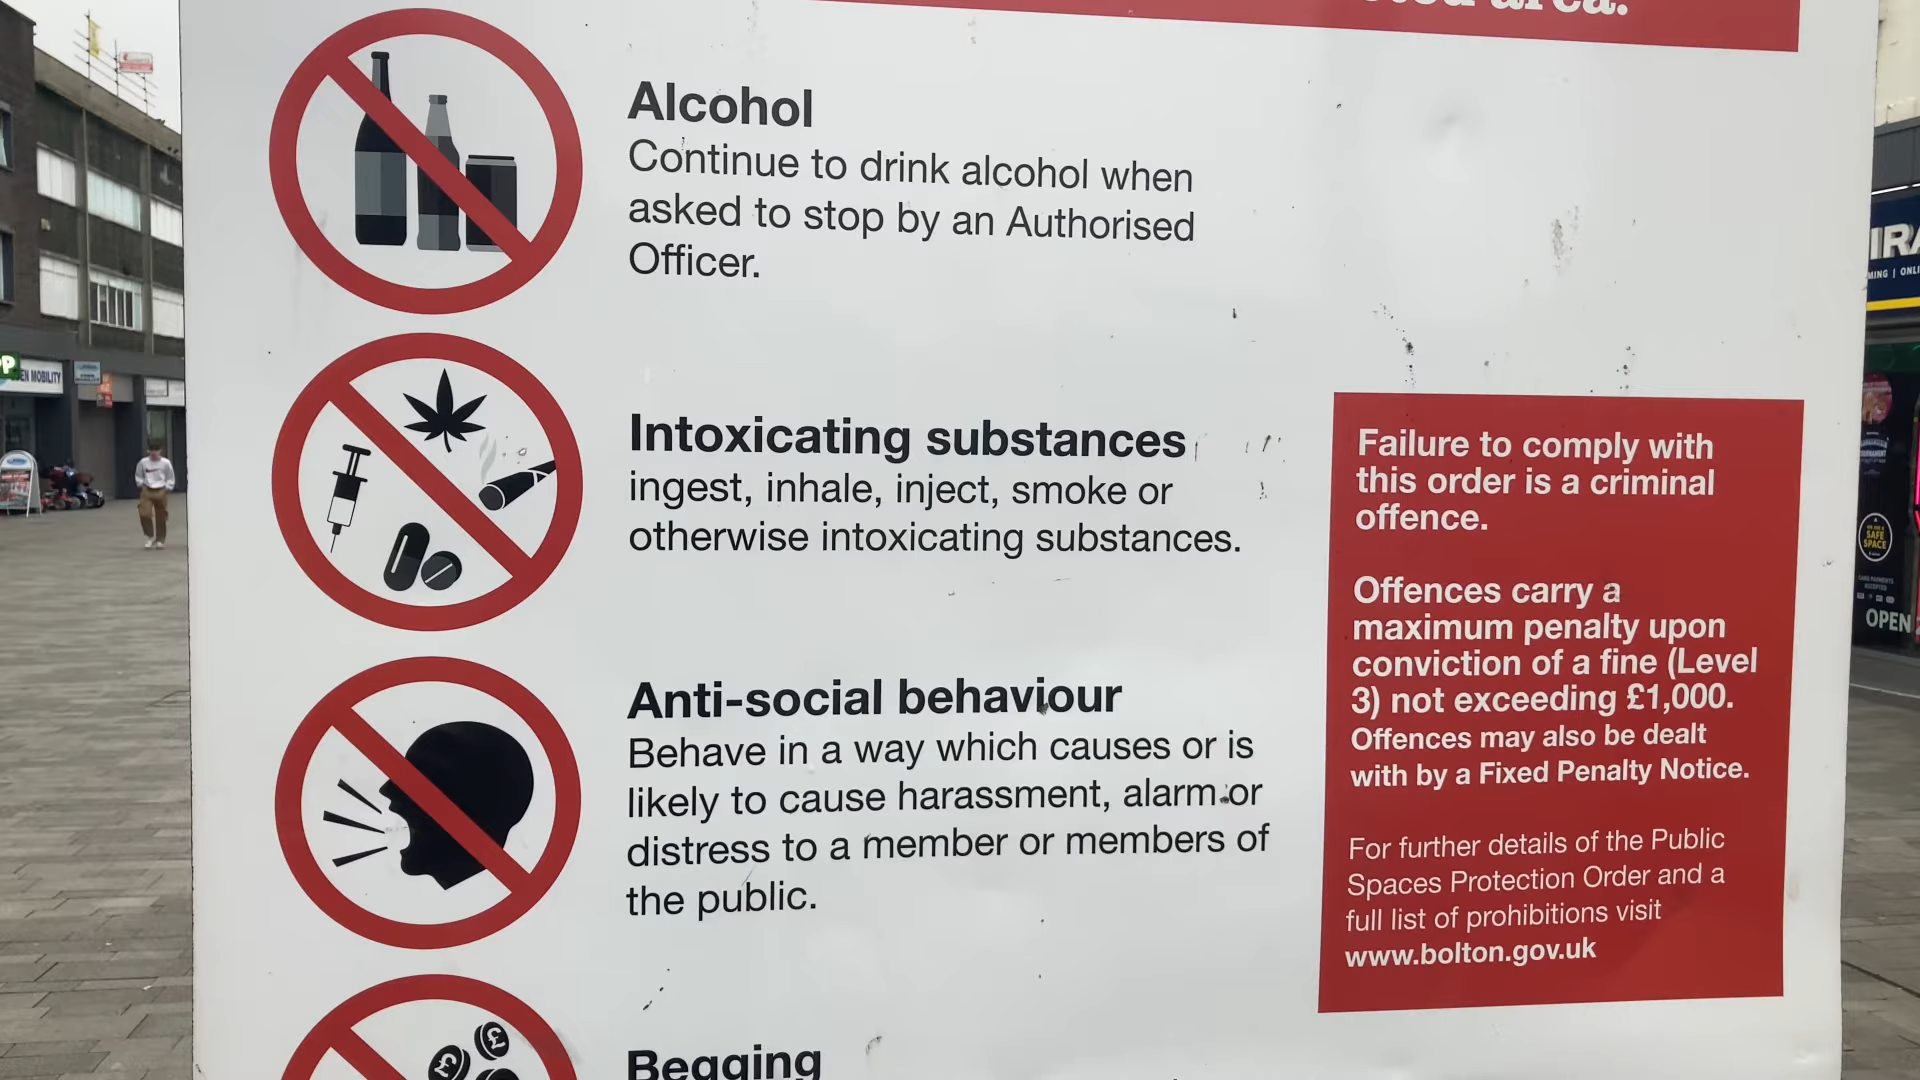 area.
Alcohol
Continue to drink alcohol when
asked to stop by an Authorised
Officer.
Intoxicating substances
ingest, inhale, inject, smoke or
otherwise intoxicating substances.
Anti-social behaviour
Behave in a way which causes or is
likely to cause harassment, alarm or
distress to a member or members of
the public.
Begging
££
Failure to comply with
this order is a criminal
offence.
Offences carry a
maximum penalty upon
conviction of a fine (Level
3) not exceeding £1,000.
Offences may also be dealt
with by a Fixed Penalty Notice.
For further details of the Public
Spaces Protection Order and a
full list of prohibitions visit
www.bolton.gov.uk
MOBILITY
SAFE
SPACE
OPEN